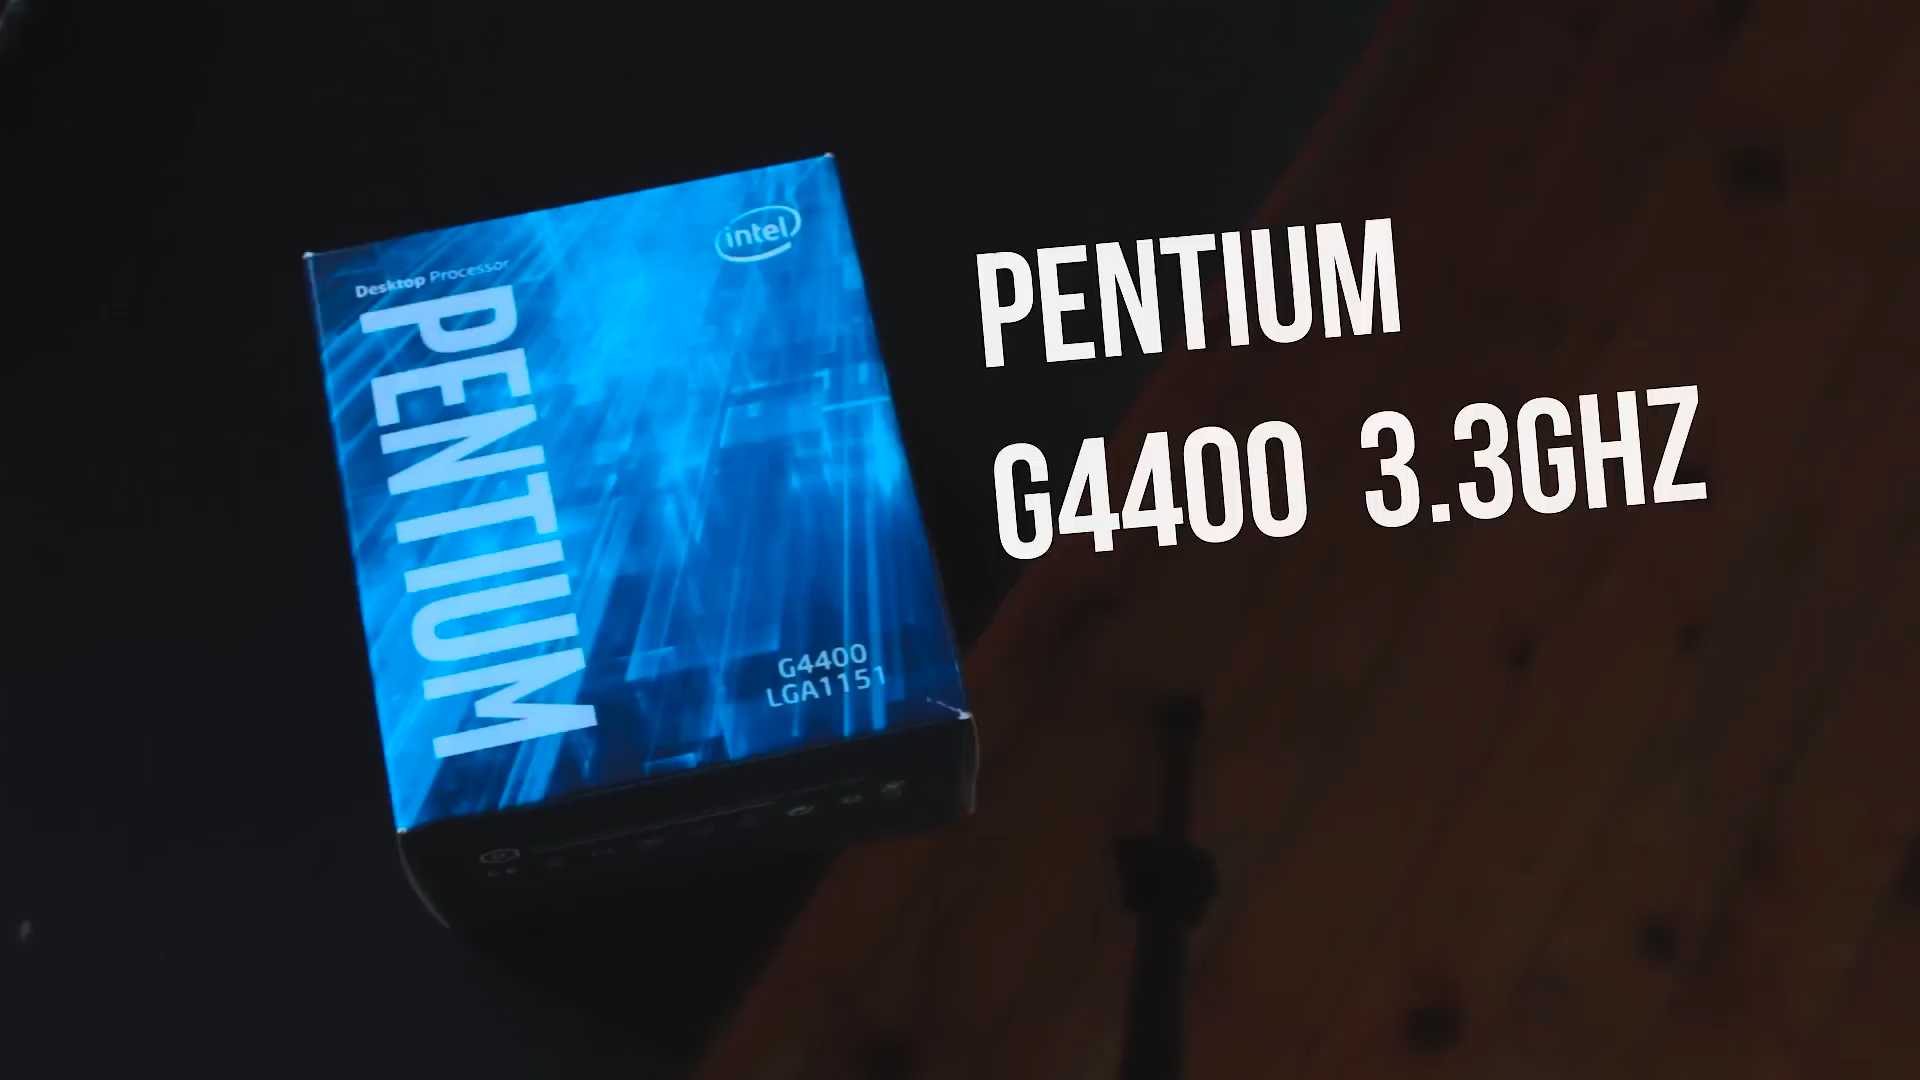 intel
Desktop Processor
PENTIUM
G4400
LGA1151
PENTIUM
G4400 3.3GHZ